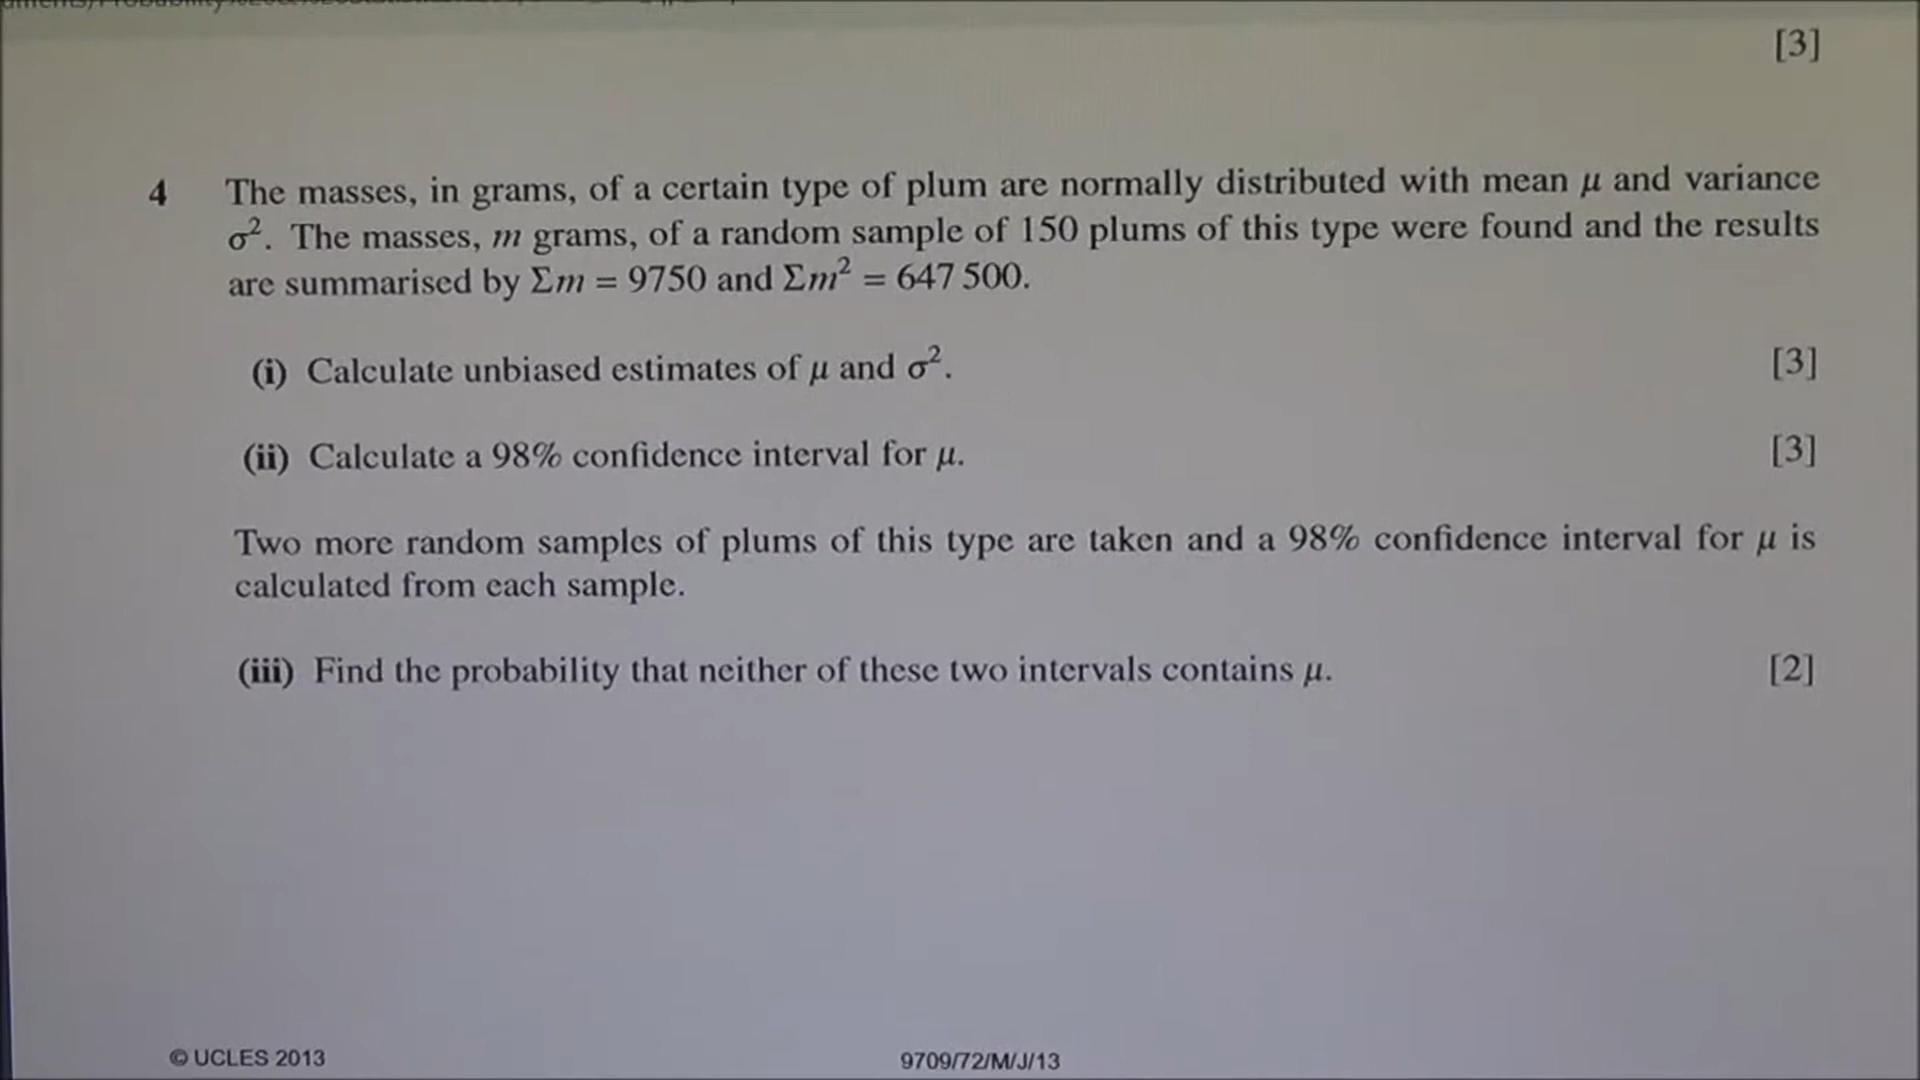 [3]
4 The masses, in grams, of a certain type of plum are normally distributed with mean μ and variance
σ². The masses, m grams, of a random sample of 150 plums of this type were found and the results
are summarised by Σm = 9750 and Σm² = 647 500.
(i) Calculate unbiased estimates of μ and σ². [3]
(ii) Calculate a 98% confidence interval for μ. [3]
Two more random samples of plums of this type are taken and a 98% confidence interval for μ is
calculated from each sample.
(iii) Find the probability that neither of these two intervals contains μ. [2]
© UCLES 2013 9709/72/M/J/13